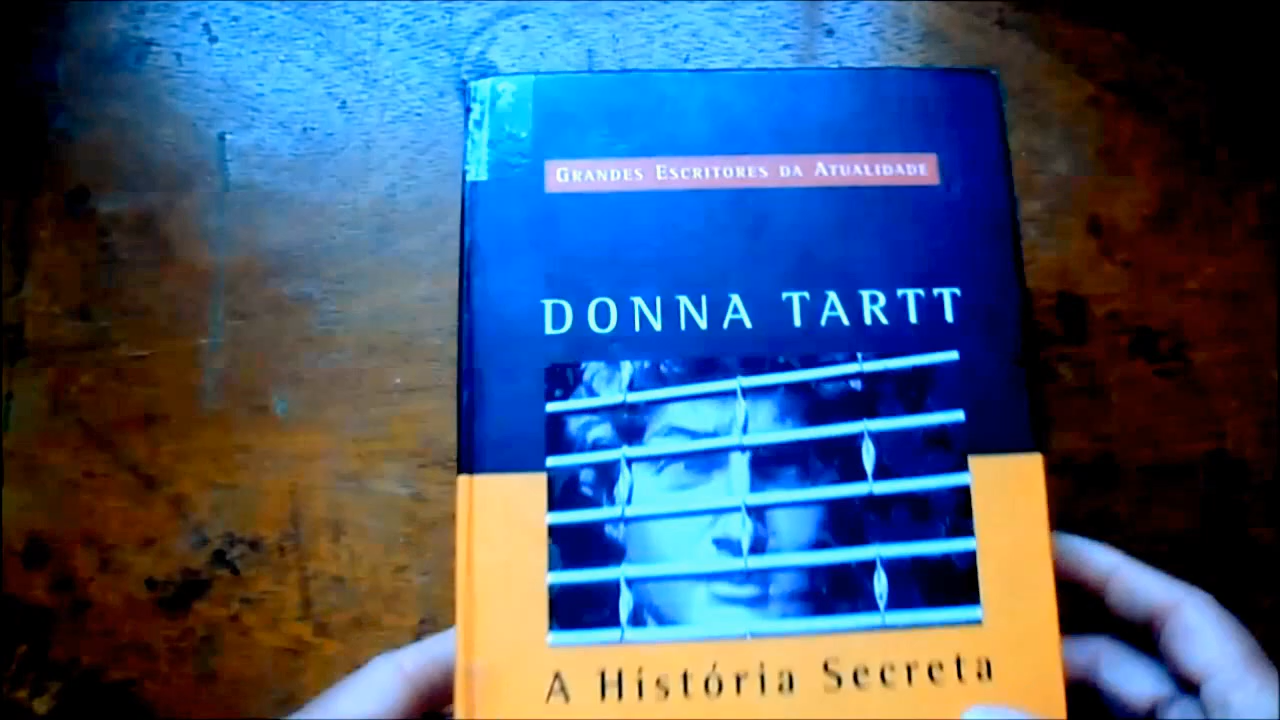 GRANDES ESCRITORES DA ATUALIDADE
DONNA TARTT
A História Secreta